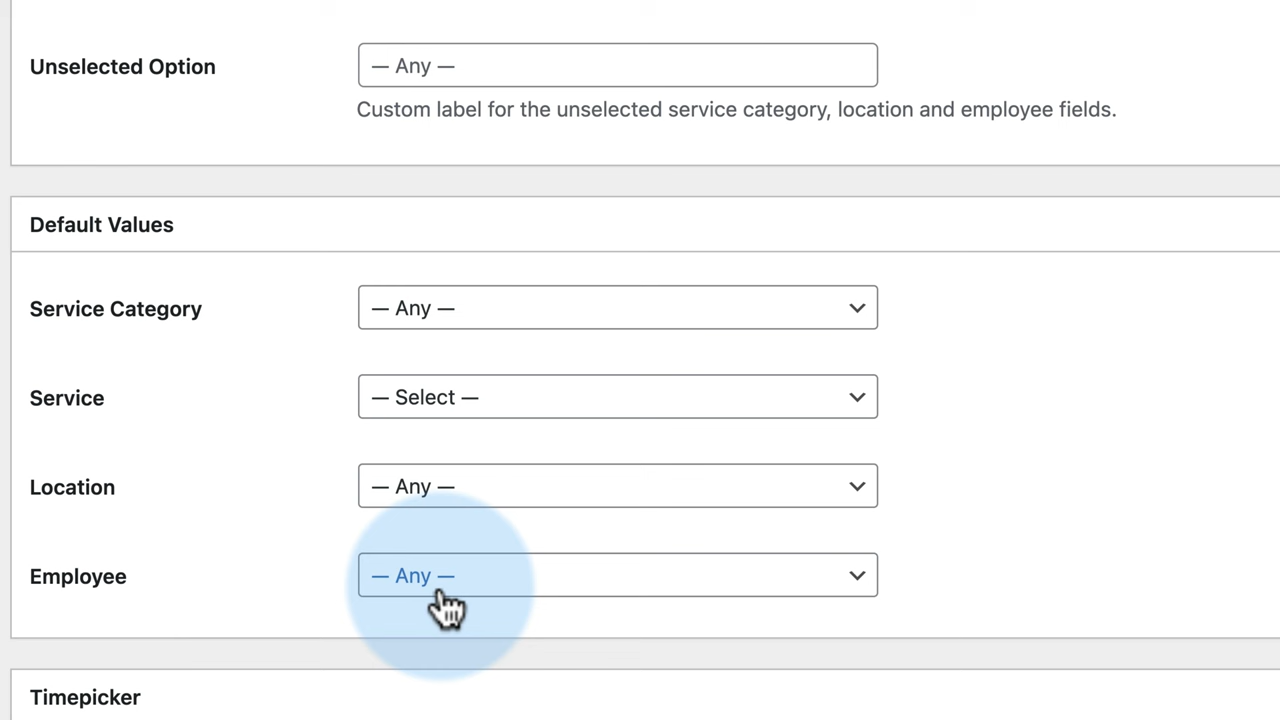 Unselected Option
— Any —
Custom label for the unselected service category, location and employee fields.
Default Values
Service Category
— Any —
Service
— Select —
Location
— Any —
Employee
— Any —
Timepicker